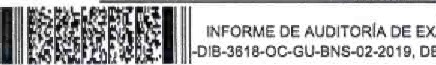 INFORME DE AUDITORÍA DE EX
-DIB-3618-OC-GU-BNS-02-2019, DE